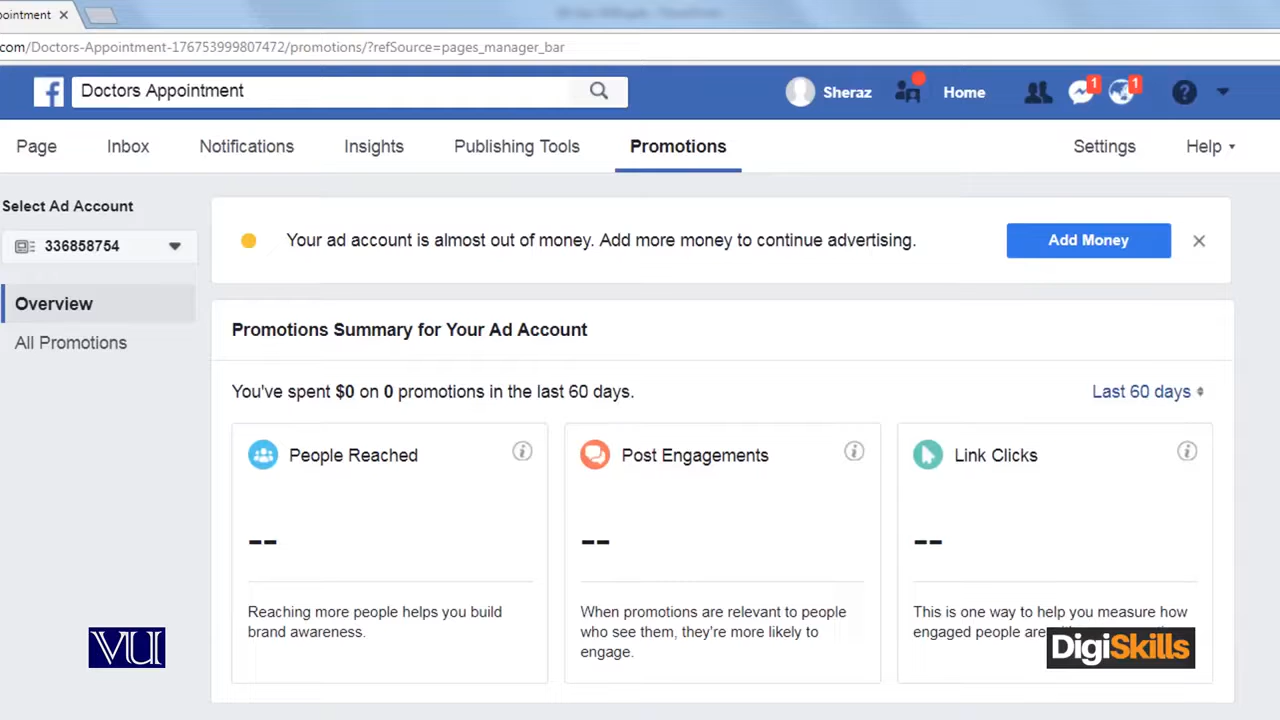 ointment ×
com/Doctors-Appointment-176753999807472/promotions/?refSource=pages_manager_bar
Doctors Appointment
Sheraz
Home
1
1
Page Inbox Notifications Insights Publishing Tools Promotions Settings Help
Select Ad Account
336858754
Your ad account is almost out of money. Add more money to continue advertising.
Add Money
Overview
All Promotions
Promotions Summary for Your Ad Account
You've spent $0 on 0 promotions in the last 60 days.
Last 60 days
People Reached
--
Reaching more people helps you build
brand awareness.
Post Engagements
--
When promotions are relevant to people
who see them, they're more likely to
engage.
Link Clicks
--
This is one way to help you measure how
engaged people are
VU
DigiSkills